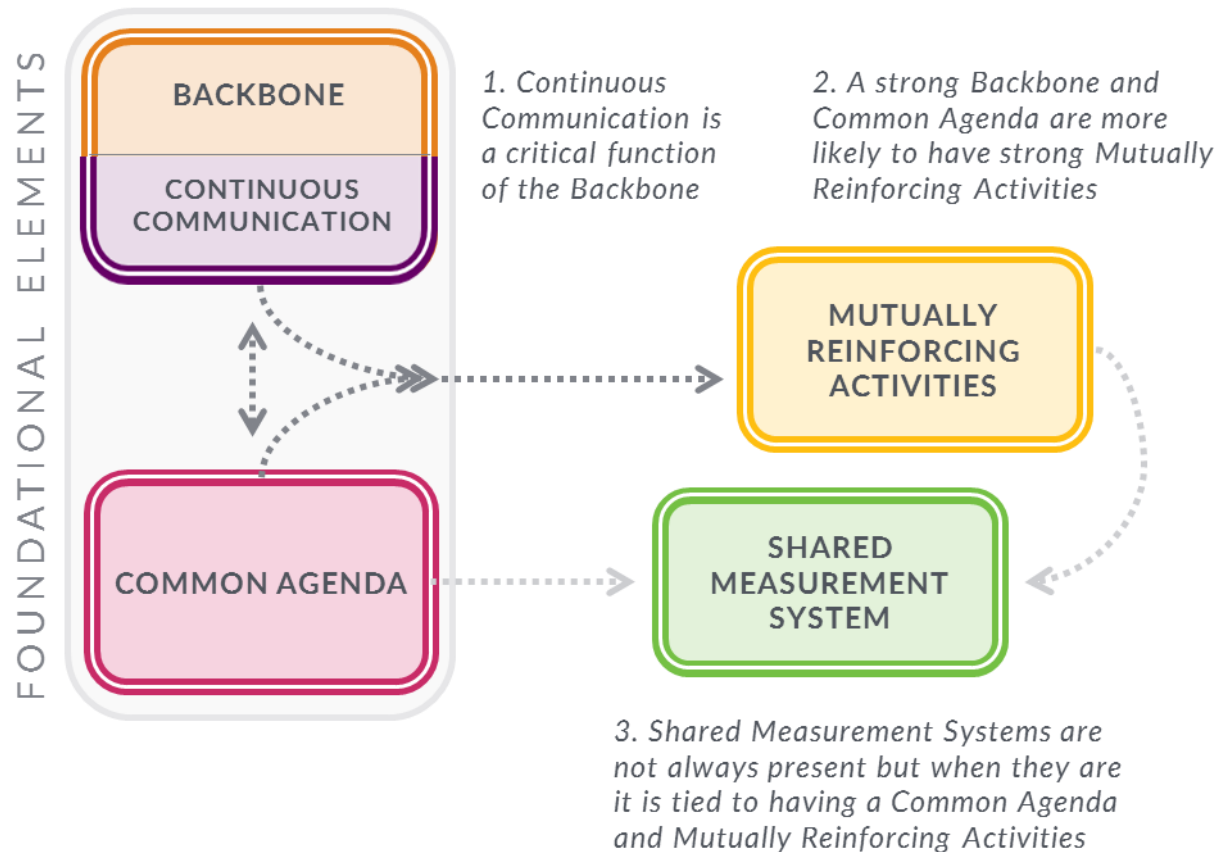 FOUNDATIONAL ELEMENTS
BACKBONE
CONTINUOUS
COMMUNICATION
1. Continuous
Communication is
a critical function
of the Backbone
2. A strong Backbone and
Common Agenda are more
likely to have strong Mutually
Reinforcing Activities
MUTUALLY
REINFORCING
ACTIVITIES
COMMON AGENDA
SHARED
MEASUREMENT
SYSTEM
3. Shared Measurement Systems are
not always present but when they are
it is tied to having a Common Agenda
and Mutually Reinforcing Activities